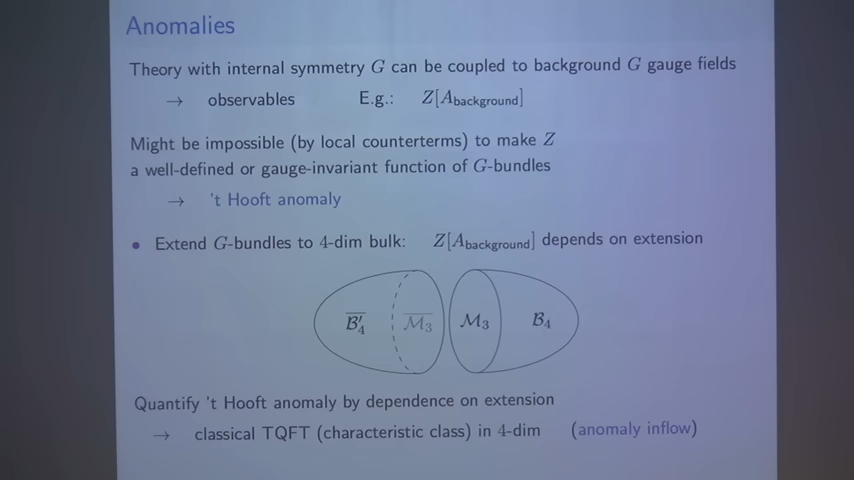 Anomalies
Theory with internal symmetry G can be coupled to background G gauge fields
→ observables E.g.: Z[A_background]
Might be impossible (by local counterterms) to make Z
a well-defined or gauge-invariant function of G-bundles
→ 't Hooft anomaly
• Extend G-bundles to 4-dim bulk: Z[A_background] depends on extension
\overline{B′₄} \overline{M₃} M₃ B₄
Quantify 't Hooft anomaly by dependence on extension
→ classical TQFT (characteristic class) in 4-dim (anomaly inflow)